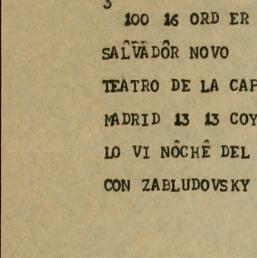 3
100 16 ORD ER
SALVADOR NOVO
TEATRO DE LA CAP
MADRID 13 13 COY
LO VI NÔCHÊ DEL
CON ZABLUDOVSKY